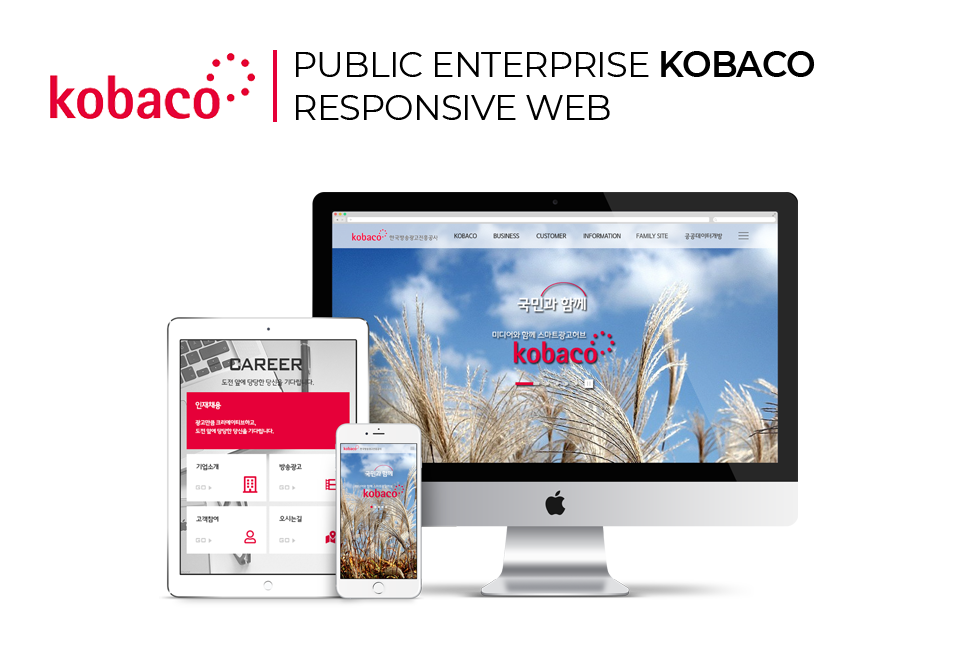 kobaco
PUBLIC ENTERPRISE KOBACO
RESPONSIVE WEB
kobaco 한국방송광고진흥공사 KOBACO BUSINESS CUSTOMER INFORMATION FAMILY SITE 공공데이터개방
국민과 함께
미디어와 함께 스마트광고허브
kobaco
CAREER
도전 앞에 당당한 당신을 기다립니다.
인재채용
광고만큼 크리에이티브하고,
도전 앞에 당당한 당신을 기다립니다.
기업소개
방송광고
고객참여
오시는길
kobaco
국민과 함께
kobaco